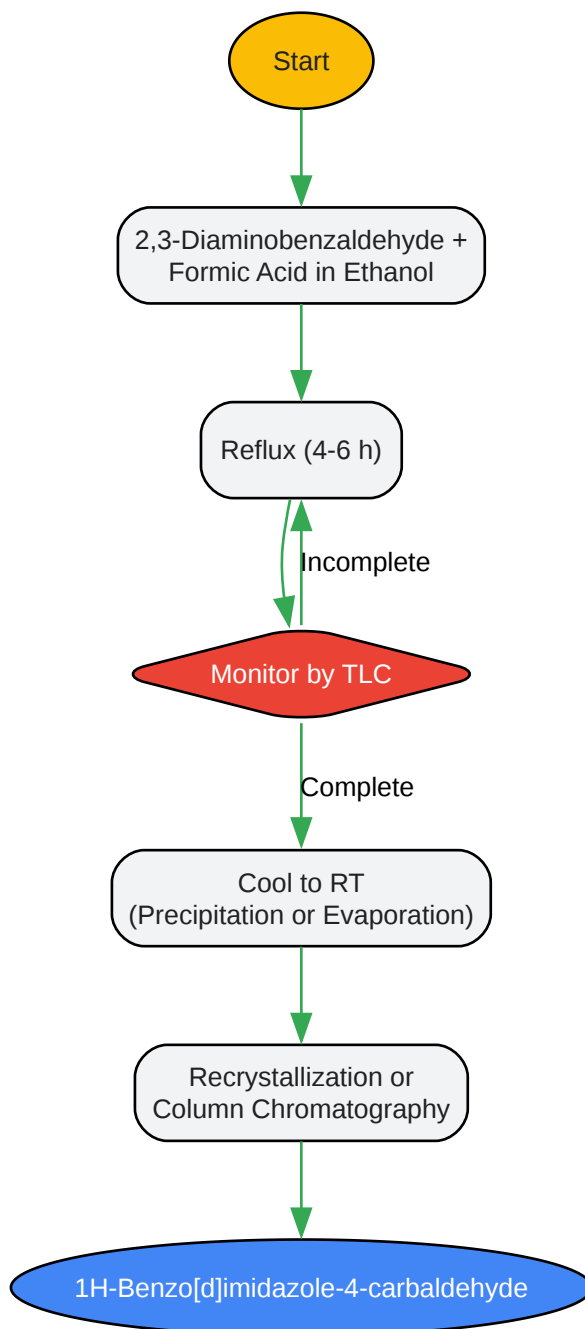 Start
2,3-Diaminobenzaldehyde +
Formic Acid in Ethanol
Reflux (4-6 h)
Incomplete
Monitor by TLC
Complete
Cool to RT
(Precipitation or Evaporation)
Recrystallization or
Column Chromatography
1H-Benzo[d]imidazole-4-carbaldehyde